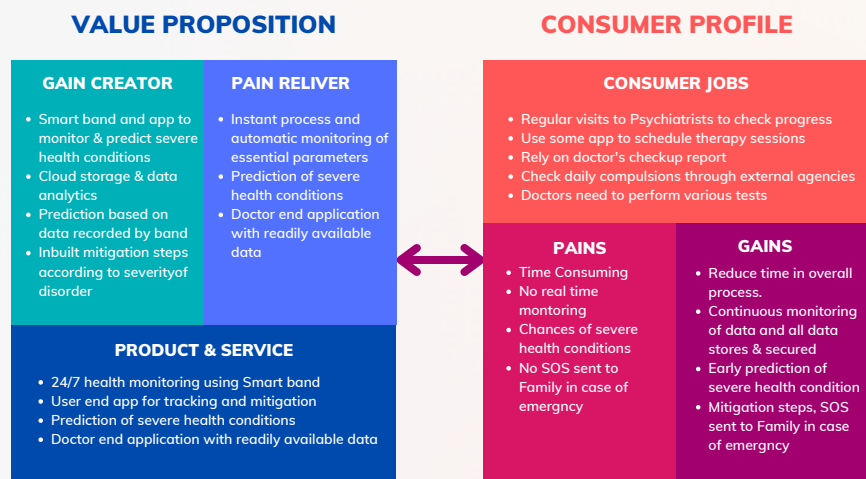 VALUE PROPOSITION
GAIN CREATOR
• Smart band and app to
monitor & predict severe
health conditions
• Cloud storage & data
analytics
• Prediction based on
data recorded by band
• Inbuilt mitigation steps
according to severityof
disorder
PAIN RELIVER
• Instant process and
automatic monitoring of
essential parameters
• Prediction of severe
health conditions
• Doctor end application
with readily available
data
PRODUCT & SERVICE
• 24/7 health monitoring using Smart band
• User end app for tracking and mitigation
• Prediction of severe health conditions
• Doctor end application with readily available data
CONSUMER PROFILE
CONSUMER JOBS
• Regular visits to Psychiatrists to check progress
• Use some app to schedule therapy sessions
• Rely on doctor's checkup report
• Check daily compulsions through external agencies
• Doctors need to perform various tests
PAINS
• Time Consuming
• No real time
montoring
• Chances of severe
health conditions
• No SOS sent to
Family in case of
emergncy
GAINS
• Reduce time in overall
process.
• Continuous monitoring
of data and all data
stores & secured
• Early prediction of
severe health condition
• Mitigation steps, SOS
sent to Family in case
of emergncy